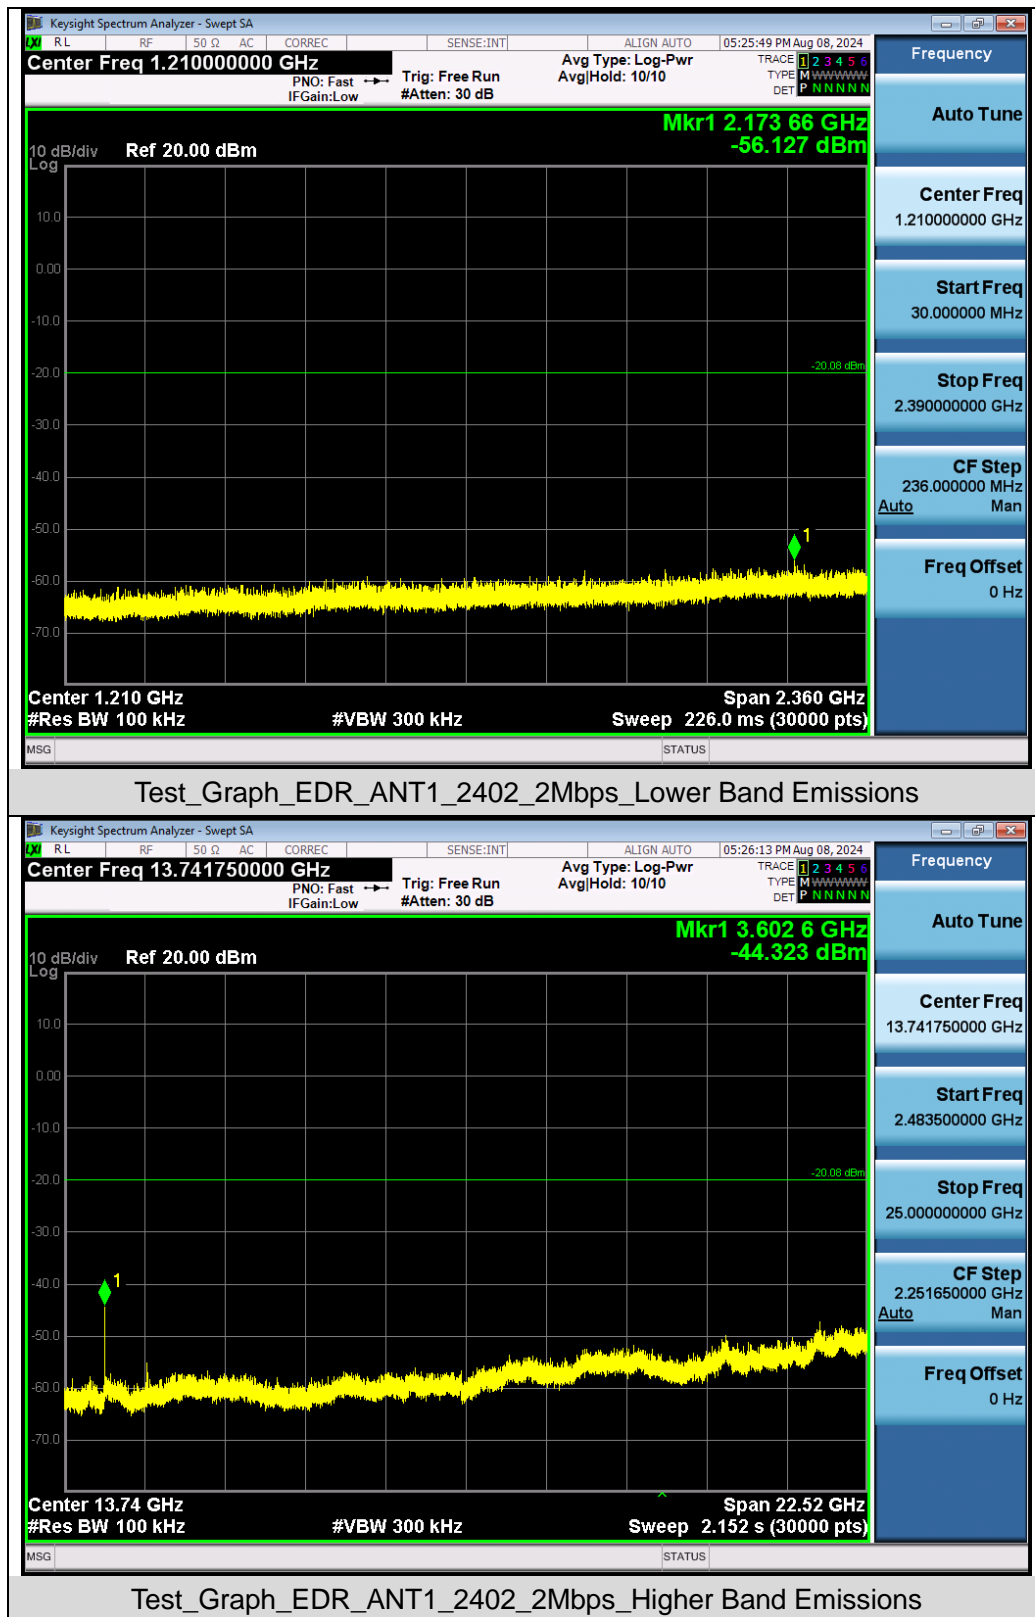 Keysight Spectrum Analyzer - Swept SA
LXI RL RF 50 Ω AC CORREC SENSE:INT ALIGN AUTO 05:25:49 PM Aug 08, 2024
Center Freq 1.210000000 GHz
PNO: Fast
IFGain:Low
Trig: Free Run
#Atten: 30 dB
Avg Type: Log-Pwr
Avg|Hold: 10/10
TRACE 1 2 3 4 5 6
TYPE M WWWWW
DET P N N N N N
Mkr1 2.173 66 GHz
-56.127 dBm
10 dB/div Ref 20.00 dBm
Log
10.0
0.00
-10.0
-20.0
-20.08 dBm
-30.0
-40.0
-50.0
1
-60.0
-70.0
Center 1.210 GHz Span 2.360 GHz
#Res BW 100 kHz #VBW 300 kHz Sweep 226.0 ms (30000 pts)
MSG STATUS
Frequency
Auto Tune
Center Freq
1.210000000 GHz
Start Freq
30.000000 MHz
Stop Freq
2.390000000 GHz
CF Step
236.000000 MHz
Auto Man
Freq Offset
0 Hz
Test_Graph_EDR_ANT1_2402_2Mbps_Lower Band Emissions
Keysight Spectrum Analyzer - Swept SA
LXI RL RF 50 Ω AC CORREC SENSE:INT ALIGN AUTO 05:26:13 PM Aug 08, 2024
Center Freq 13.741750000 GHz
PNO: Fast
IFGain:Low
Trig: Free Run
#Atten: 30 dB
Avg Type: Log-Pwr
Avg|Hold: 10/10
TRACE 1 2 3 4 5 6
TYPE M WWWWW
DET P N N N N N
Mkr1 3.602 6 GHz
-44.323 dBm
10 dB/div Ref 20.00 dBm
Log
10.0
0.00
-10.0
-20.0
-20.08 dBm
-30.0
-40.0
1
-50.0
-60.0
-70.0
Center 13.74 GHz Span 22.52 GHz
#Res BW 100 kHz #VBW 300 kHz Sweep 2.152 s (30000 pts)
MSG STATUS
Frequency
Auto Tune
Center Freq
13.741750000 GHz
Start Freq
2.483500000 GHz
Stop Freq
25.000000000 GHz
CF Step
2.251650000 GHz
Auto Man
Freq Offset
0 Hz
Test_Graph_EDR_ANT1_2402_2Mbps_Higher Band Emissions